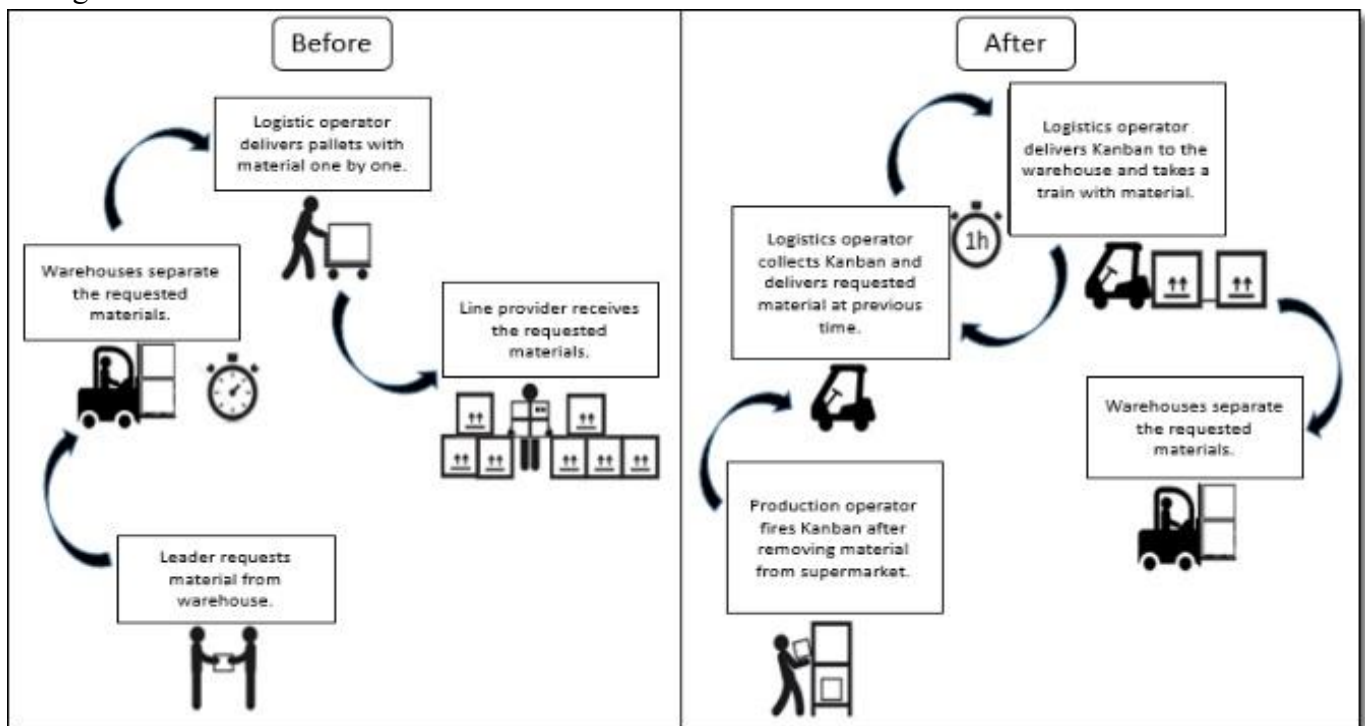 Before
Logistic operator
delivers pallets with
material one by one.
Warehouses separate
the requested
materials.
Line provider receives
the requested
materials.
Leader requests
material from
warehouse.
After
Logistics operator
delivers Kanban to the
warehouse and takes a
train with material.
1h
Logistics operator
collects Kanban and
delivers requested
material at previous
time.
Warehouses separate
the requested
materials.
Production operator
fires Kanban after
removing material
from supermarket.